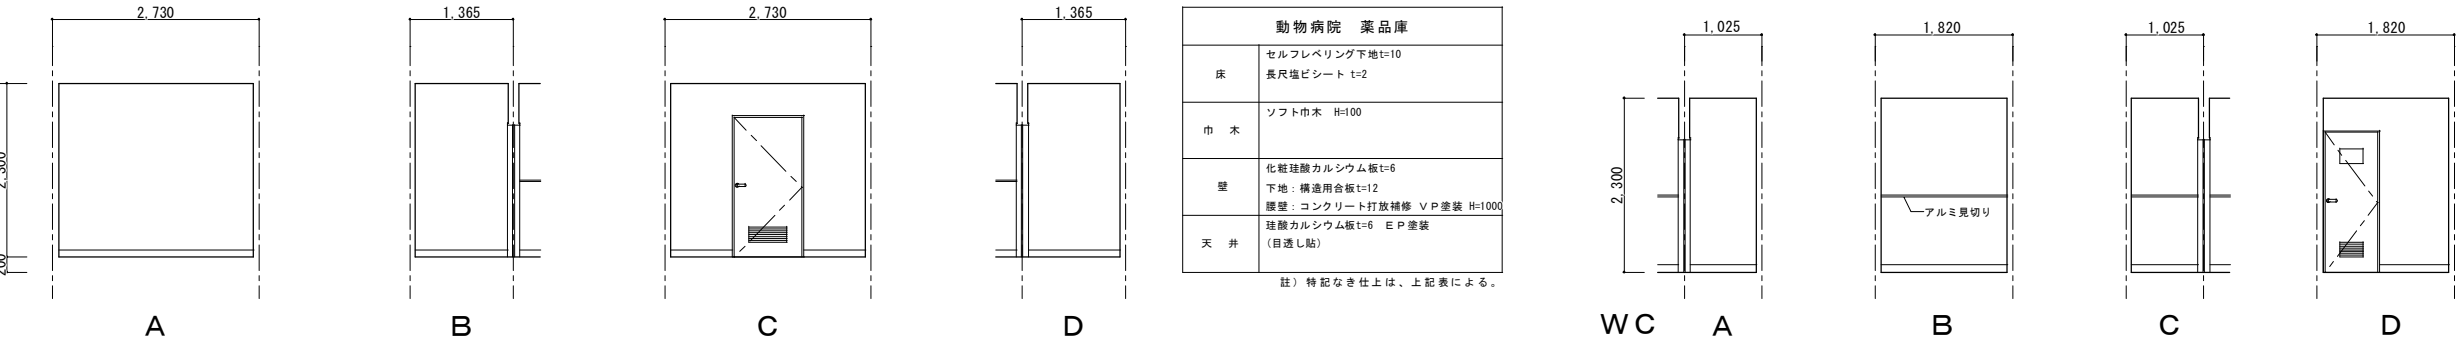 2,730
1,365
2,730
1,365
2,300
200
A
B
C
D
動物病院 薬品庫
床
セルフレベリング下地t=10
長尺塩ビシート t=2
巾 木
ソフト巾木 H=100
壁
化粧珪酸カルシウム板t=6
下地：構造用合板t=12
腰壁：コンクリート打放補修 ＶＰ塗装 H=1000
天 井
珪酸カルシウム板t=6 ＥＰ塗装
(目透し貼)
註）特記なき仕上は、上記表による。
1,025
1,820
1,025
1,820
2,300
アルミ見切り
ＷＣ
A
B
C
D